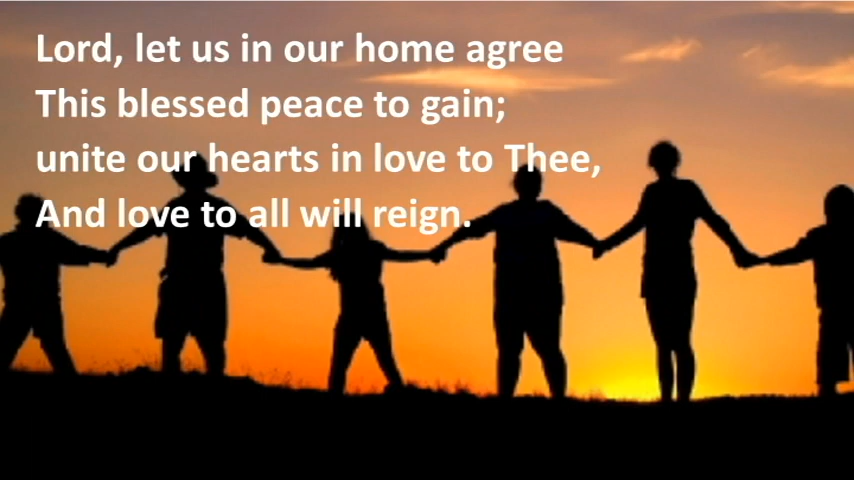 Lord, let us in our home agree
This blessed peace to gain;
unite our hearts in love to Thee,
And love to all will reign.